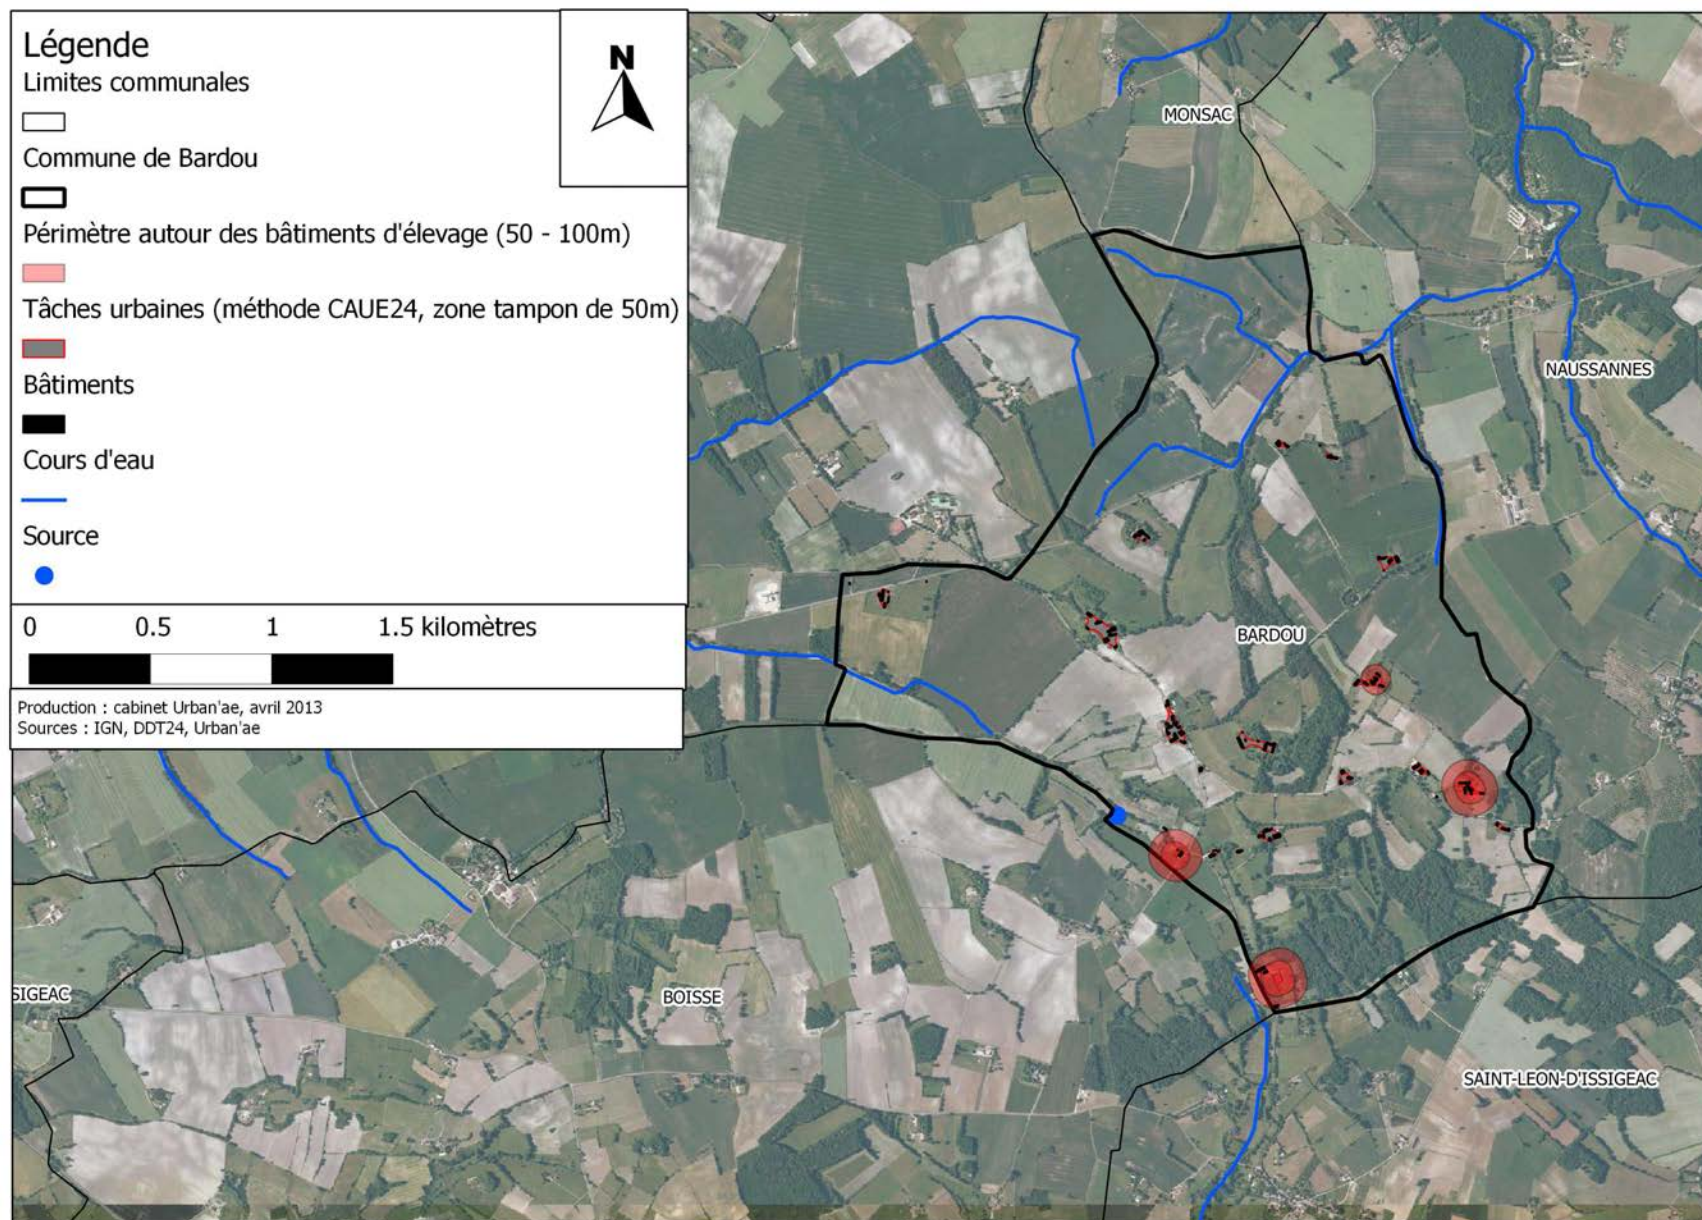 Légende
Limites communales
Commune de Bardou
Périmètre autour des bâtiments d'élevage (50 - 100m)
Tâches urbaines (méthode CAUE24, zone tampon de 50m)
Bâtiments
Cours d'eau
Source
0 0.5 1 1.5 kilomètres
Production : cabinet Urban'ae, avril 2013
Sources : IGN, DDT24, Urban'ae
N
MONSAC
NAUSSANNES
BARDOU
SIGEAC
BOISSE
SAINT-LEON-D'ISSIGEAC